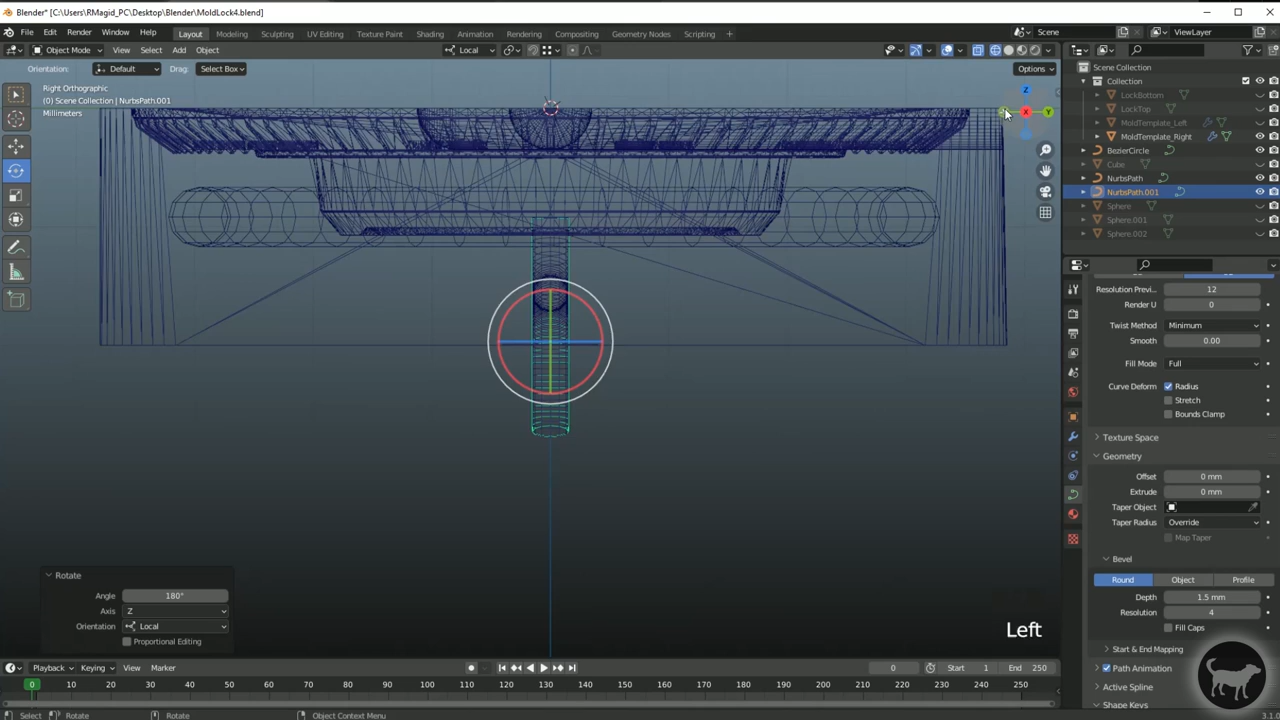 Blender* [C:\Users\RMagid_PC\Desktop\Blender\MoldLock4.blend]
File Edit Render Window Help Layout Modeling Sculpting UV Editing Texture Paint Shading Animation Rendering Compositing Geometry Nodes Scripting + Scene ViewLayer
Object Mode View Select Add Object Local
Orientation: Default Drag: Select Box Options
Right Orthographic
(0) Scene Collection | NurbsPath.001
Millimeters
Z
X
Y
Scene Collection
Collection
LockBottom
LockTop
MoldTemplate_Left
MoldTemplate_Right
BezierCircle
Cube
NurbsPath
NurbsPath.001
Sphere
Sphere.001
Sphere.002
Resolution Previ... 12
Render U 0
Twist Method Minimum
Smooth 0.00
Fill Mode Full
Curve Deform Radius
Stretch
Bounds Clamp
Texture Space
Geometry
Offset 0 mm
Extrude 0 mm
Taper Object
Taper Radius Override
Map Taper
Bevel
Round Object Profile
Depth 1.5 mm
Resolution 4
Fill Caps
Start & End Mapping
Path Animation
Active Spline
Shape Keys
Rotate
Angle 180°
Axis Z
Orientation Local
Proportional Editing
Left
Playback Keying View Marker 0 Start 1 End 250
0 10 20 30 40 50 60 70 80 90 100 110 120 130 140 150 160 170 180 190 200 210 220 230 240 250
Select Rotate Rotate Object Context Menu 3.1.0